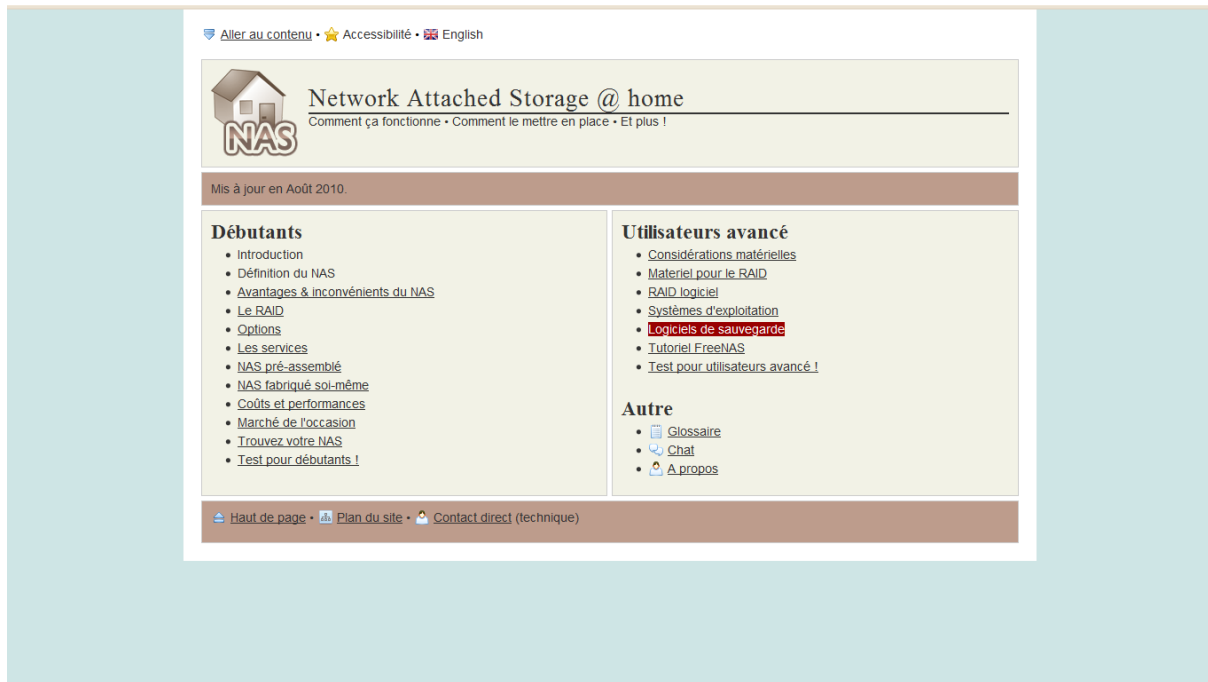 Aller au contenu • Accessibilité • English
NAS
Network Attached Storage @ home
Comment ça fonctionne • Comment le mettre en place • Et plus !
Mis à jour en Août 2010.
Débutants
• Introduction
• Définition du NAS
• Avantages & inconvénients du NAS
• Le RAID
• Options
• Les services
• NAS pré-assemblé
• NAS fabriqué soi-même
• Coûts et performances
• Marché de l'occasion
• Trouvez votre NAS
• Test pour débutants !
Utilisateurs avancé
• Considérations matérielles
• Materiel pour le RAID
• RAID logiciel
• Systèmes d'exploitation
• Logiciels de sauvegarde
• Tutoriel FreeNAS
• Test pour utilisateurs avancé !
Autre
• Glossaire
• Chat
• A propos
Haut de page • Plan du site • Contact direct (technique)